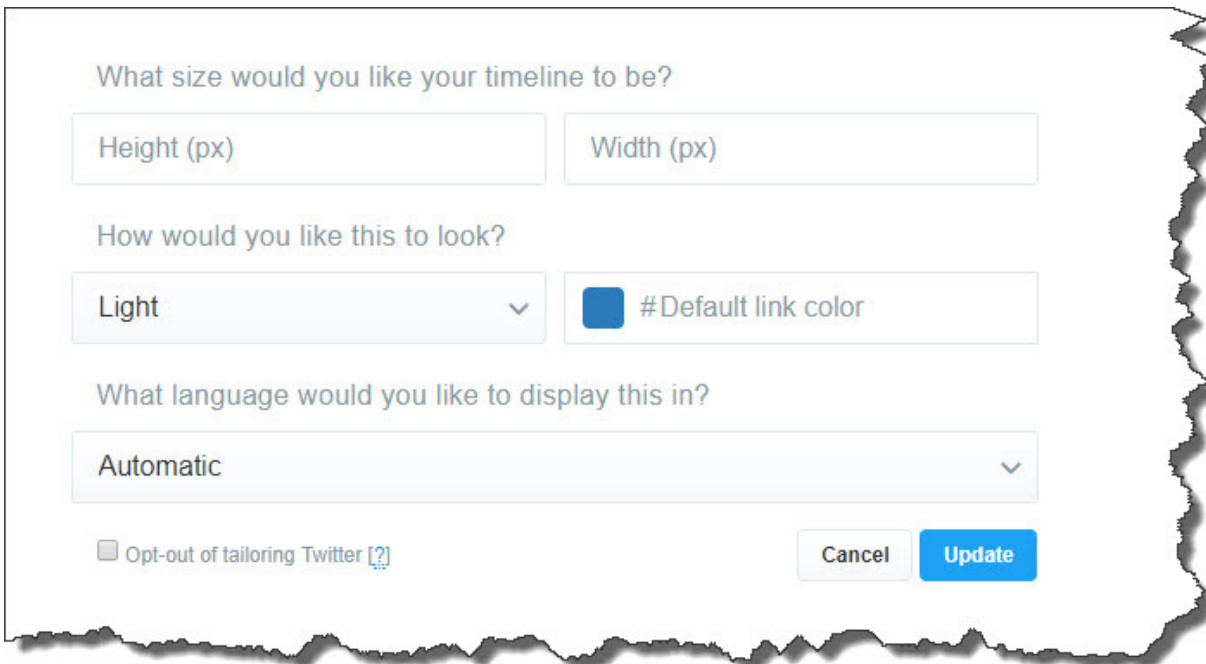 What size would you like your timeline to be?
Height (px) Width (px)
How would you like this to look?
Light #Default link color
What language would you like to display this in?
Automatic
Opt-out of tailoring Twitter [?] Cancel Update